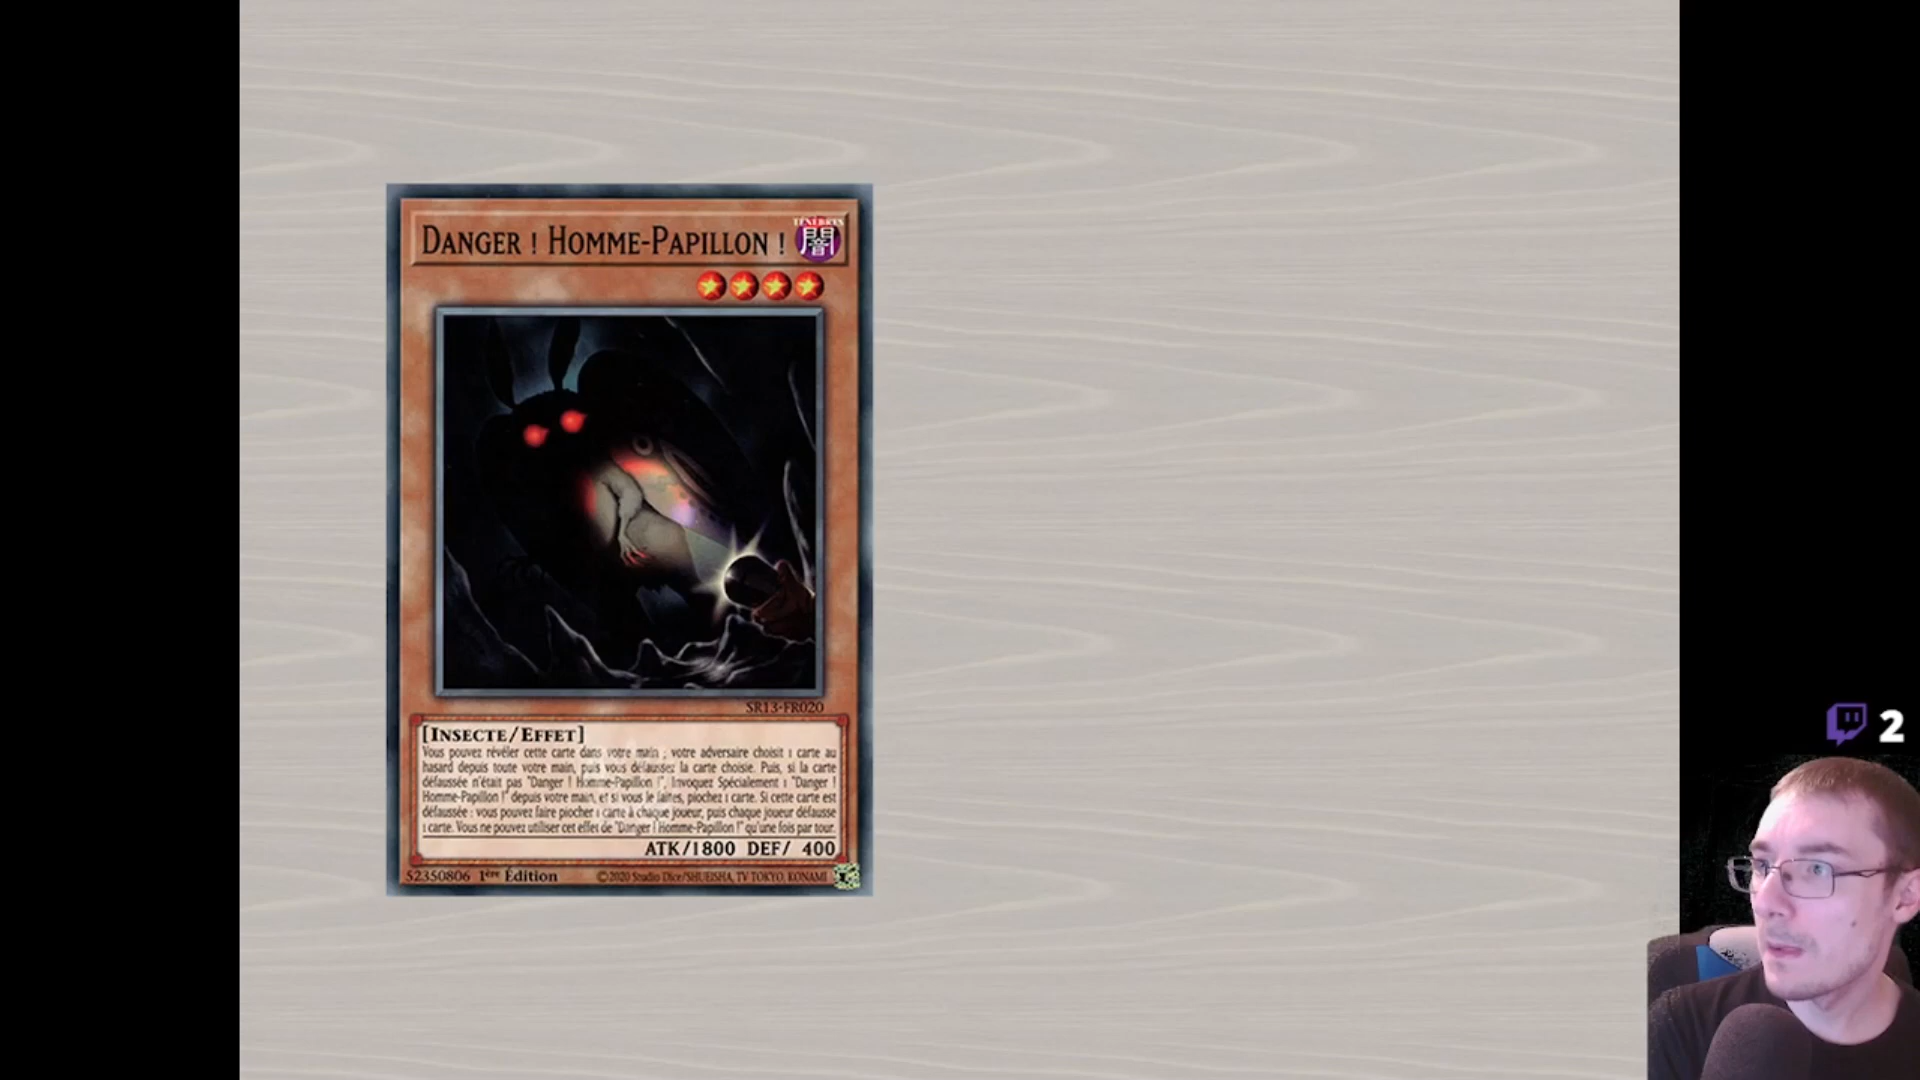 DANGER ! HOMME-PAPILLON !
TÉNÈBRES
闇
SR13-FR020
[INSECTE/EFFET]
Vous pouvez révéler cette carte dans votre main ; votre adversaire choisit 1 carte au
hasard depuis toute votre main, puis vous défaussez la carte choisie. Puis, si la carte
défaussée n'était pas "Danger ! Homme-Papillon !", Invoquez Spécialement 1 "Danger !
Homme-Papillon !" depuis votre main, et si vous le faites, piochez 1 carte. Si cette carte est
défaussée : vous pouvez faire piocher 1 carte à chaque joueur, puis chaque joueur défausse
1 carte. Vous ne pouvez utiliser cet effet de "Danger ! Homme-Papillon !" qu'une fois par tour.
ATK/1800 DEF/ 400
52350806 1ère Édition ©2020 Studio Dice/SHUEISHA, TV TOKYO, KONAMI
2